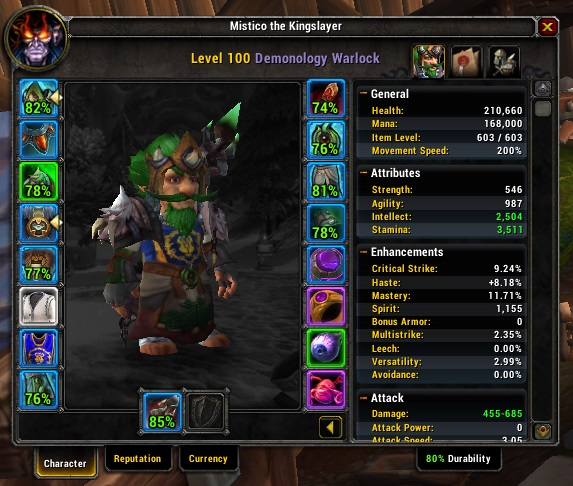 Mistico the Kingslayer
Level 100 Demonology Warlock
82%
78%
77%
76%
74%
76%
81%
78%
85%
General
Health: 210,660
Mana: 168,000
Item Level: 603 / 603
Movement Speed: 200%
Attributes
Strength: 546
Agility: 987
Intellect: 2,504
Stamina: 3,511
Enhancements
Critical Strike: 9.24%
Haste: +8.18%
Mastery: 11.71%
Spirit: 1,155
Bonus Armor: 0
Multistrike: 2.35%
Leech: 0.00%
Versatility: 2.99%
Avoidance: 0.00%
Attack
Damage: 455-685
Attack Power: 0
Attack Speed: 3.05
Character
Reputation
Currency
80% Durability